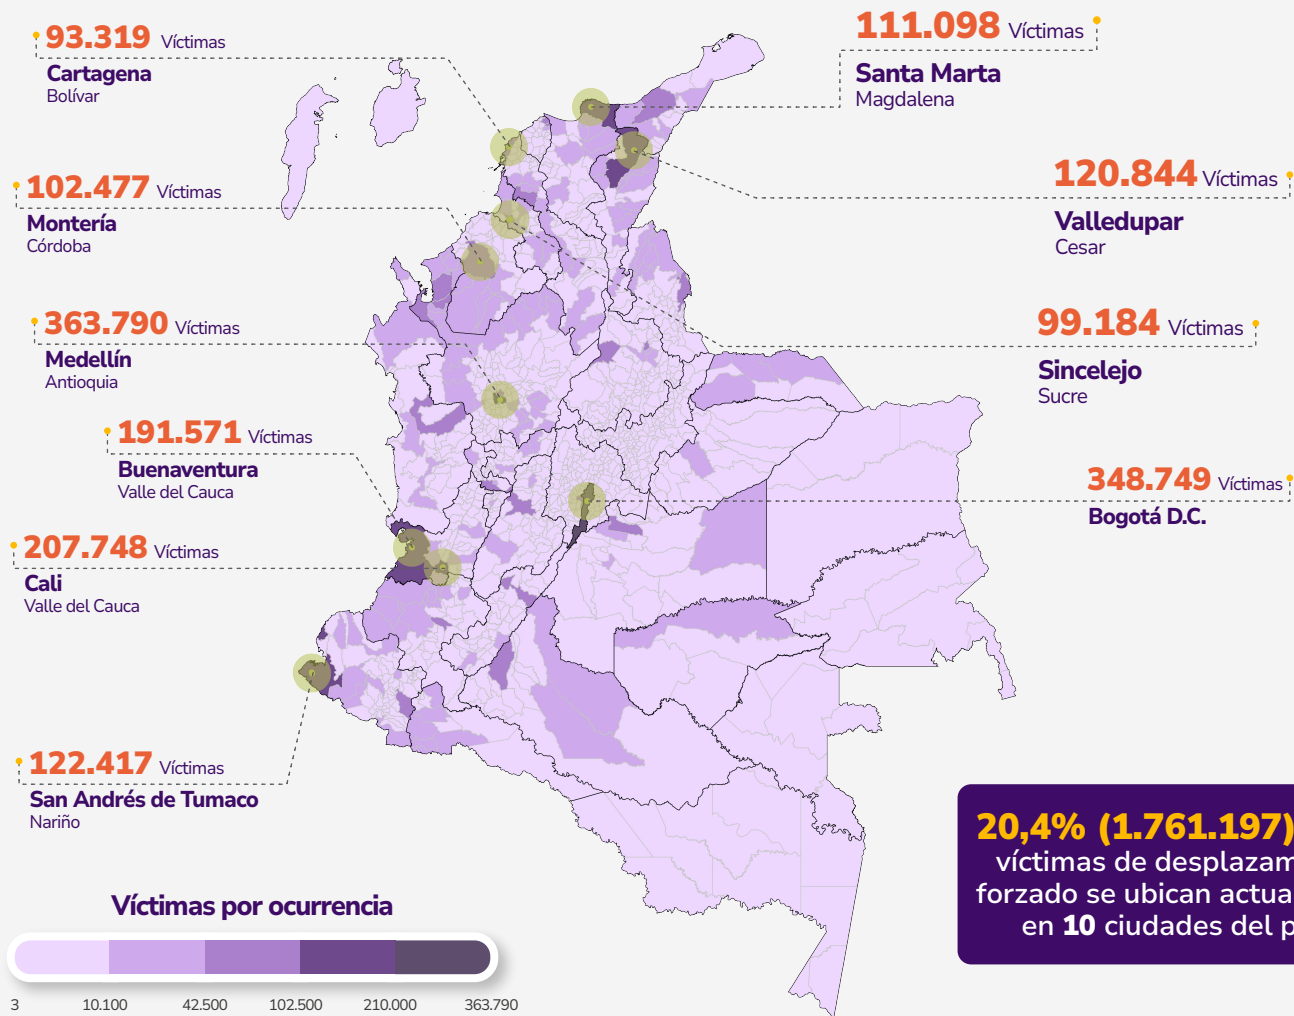 93.319 Víctimas
Cartagena
Bolívar
111.098 Víctimas
Santa Marta
Magdalena
102.477 Víctimas
Montería
Córdoba
120.844 Víctimas
Valledupar
Cesar
363.790 Víctimas
Medellín
Antioquia
99.184 Víctimas
Sincelejo
Sucre
191.571 Víctimas
Buenaventura
Valle del Cauca
348.749 Víctimas
Bogotá D.C.
207.748 Víctimas
Cali
Valle del Cauca
122.417 Víctimas
San Andrés de Tumaco
Nariño
20,4% (1.761.197)
víctimas de desplazam
forzado se ubican actua
en 10 ciudades del p
Víctimas por ocurrencia
3 10.100 42.500 102.500 210.000 363.790